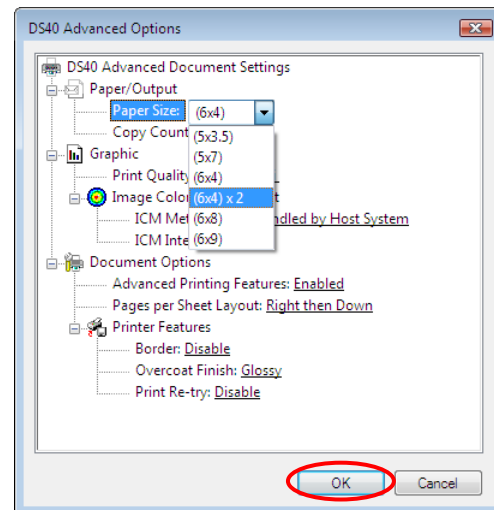 DS40 Advanced Options
DS40 Advanced Document Settings
Paper/Output
Paper Size: (6x4)
Copy Count
(5x3.5)
(5x7)
Graphic
Print Quality
(6x4)
Image Color
(6x4) x 2
t
ICM Met
(6x8)
ndled by Host System
ICM Inte
(6x9)
Document Options
Advanced Printing Features: Enabled
Pages per Sheet Layout: Right then Down
Printer Features
Border: Disable
Overcoat Finish: Glossy
Print Re-try: Disable
OK Cancel